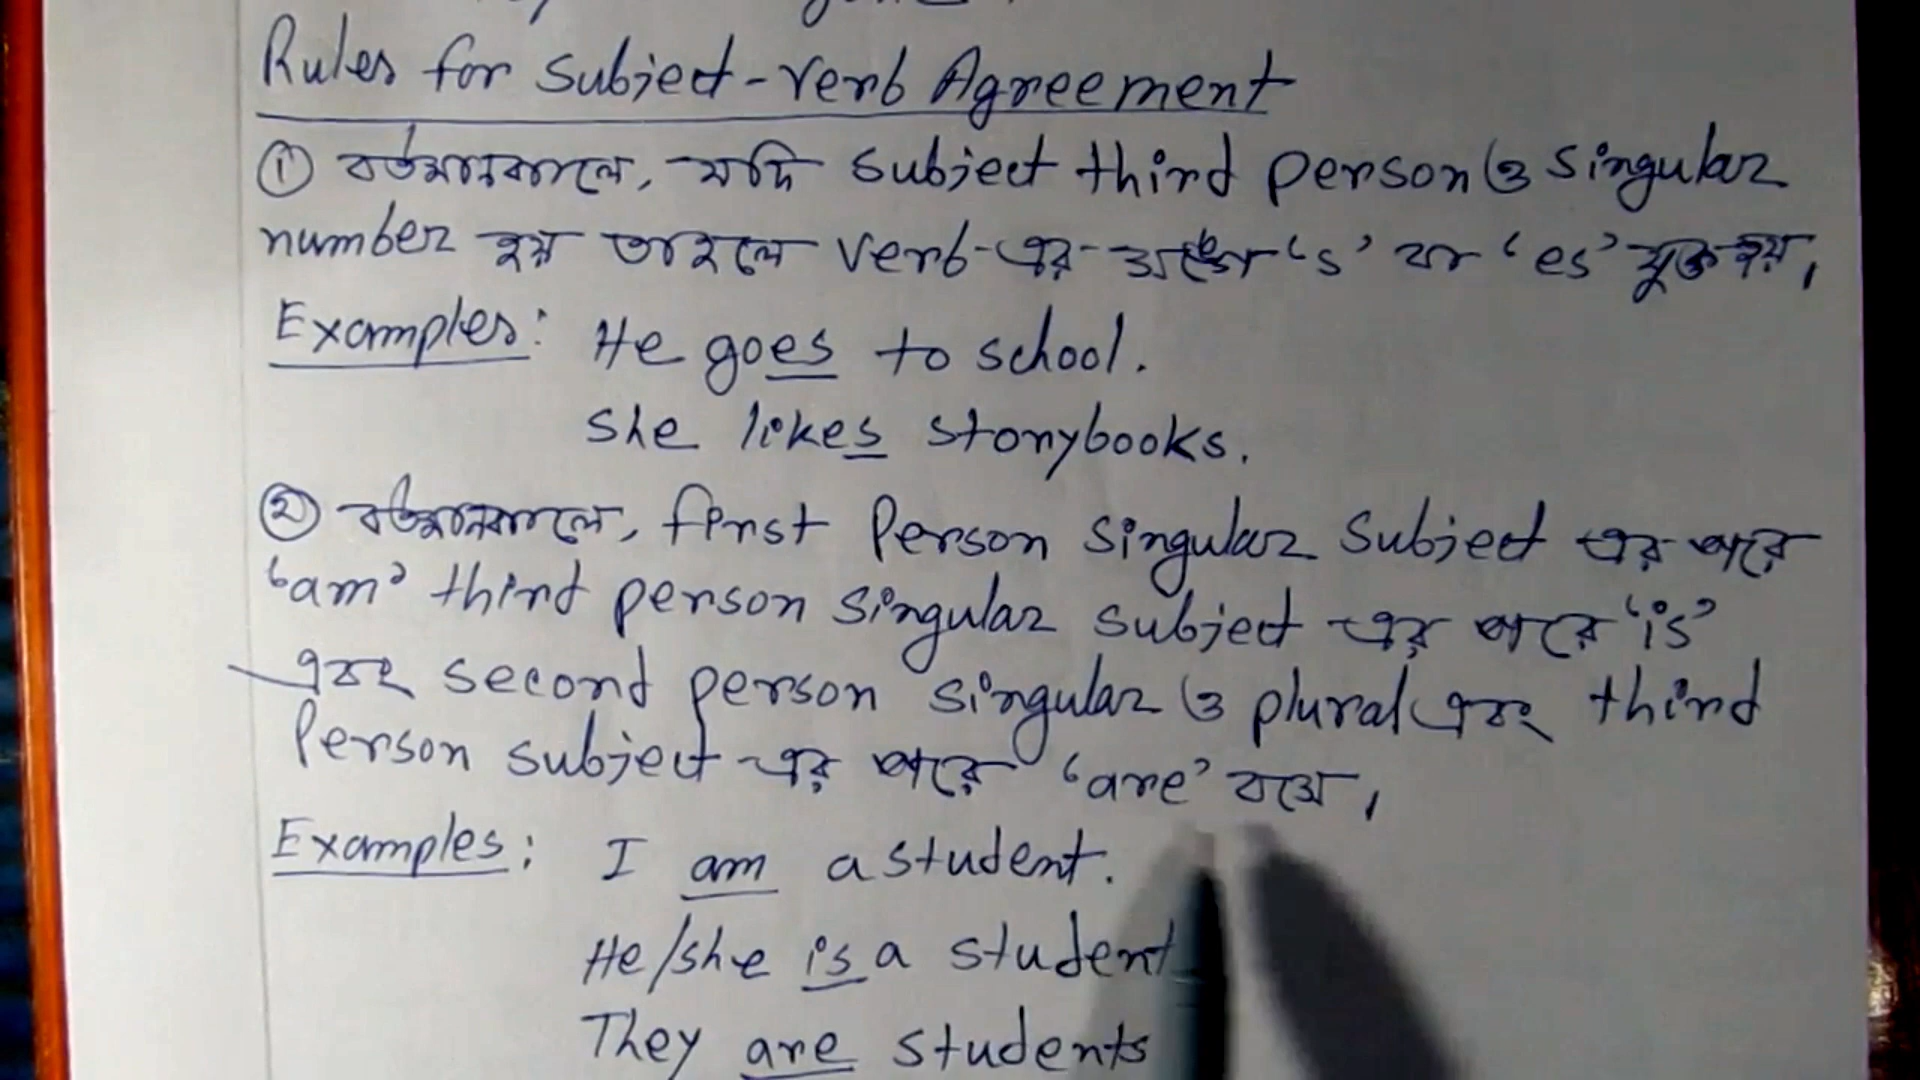 Rules for Subject-Verb Agreement
① বর্তমানকালে, যদি subject third person ও singular
number হয় তাহলে verb-এর সঙ্গে 's' বা 'es' যুক্ত হয়।
Examples: He goes to school.
She likes storybooks.
② বর্তমানকালে, first person singular subject এর পরে
'am' third person singular subject এর পরে 'is'
এবং second person singular ও plural এবং third
person subject-এর পরে 'are' বসে।
Examples: I am a student.
He/she is a student
They are students